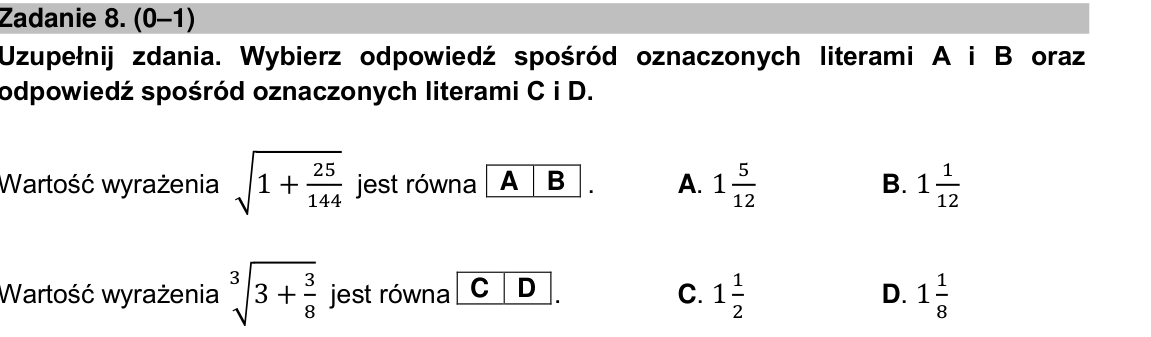 Zadanie 8. (0–1)
Uzupełnij zdania. Wybierz odpowiedź spośród oznaczonych literami A i B oraz
odpowiedź spośród oznaczonych literami C i D.
Wartość wyrażenia √(1 + 25/144) jest równa A B . A. 1 5/12 B. 1 1/12
Wartość wyrażenia ∛(3 + 3/8) jest równa C D . C. 1 1/2 D. 1 1/8